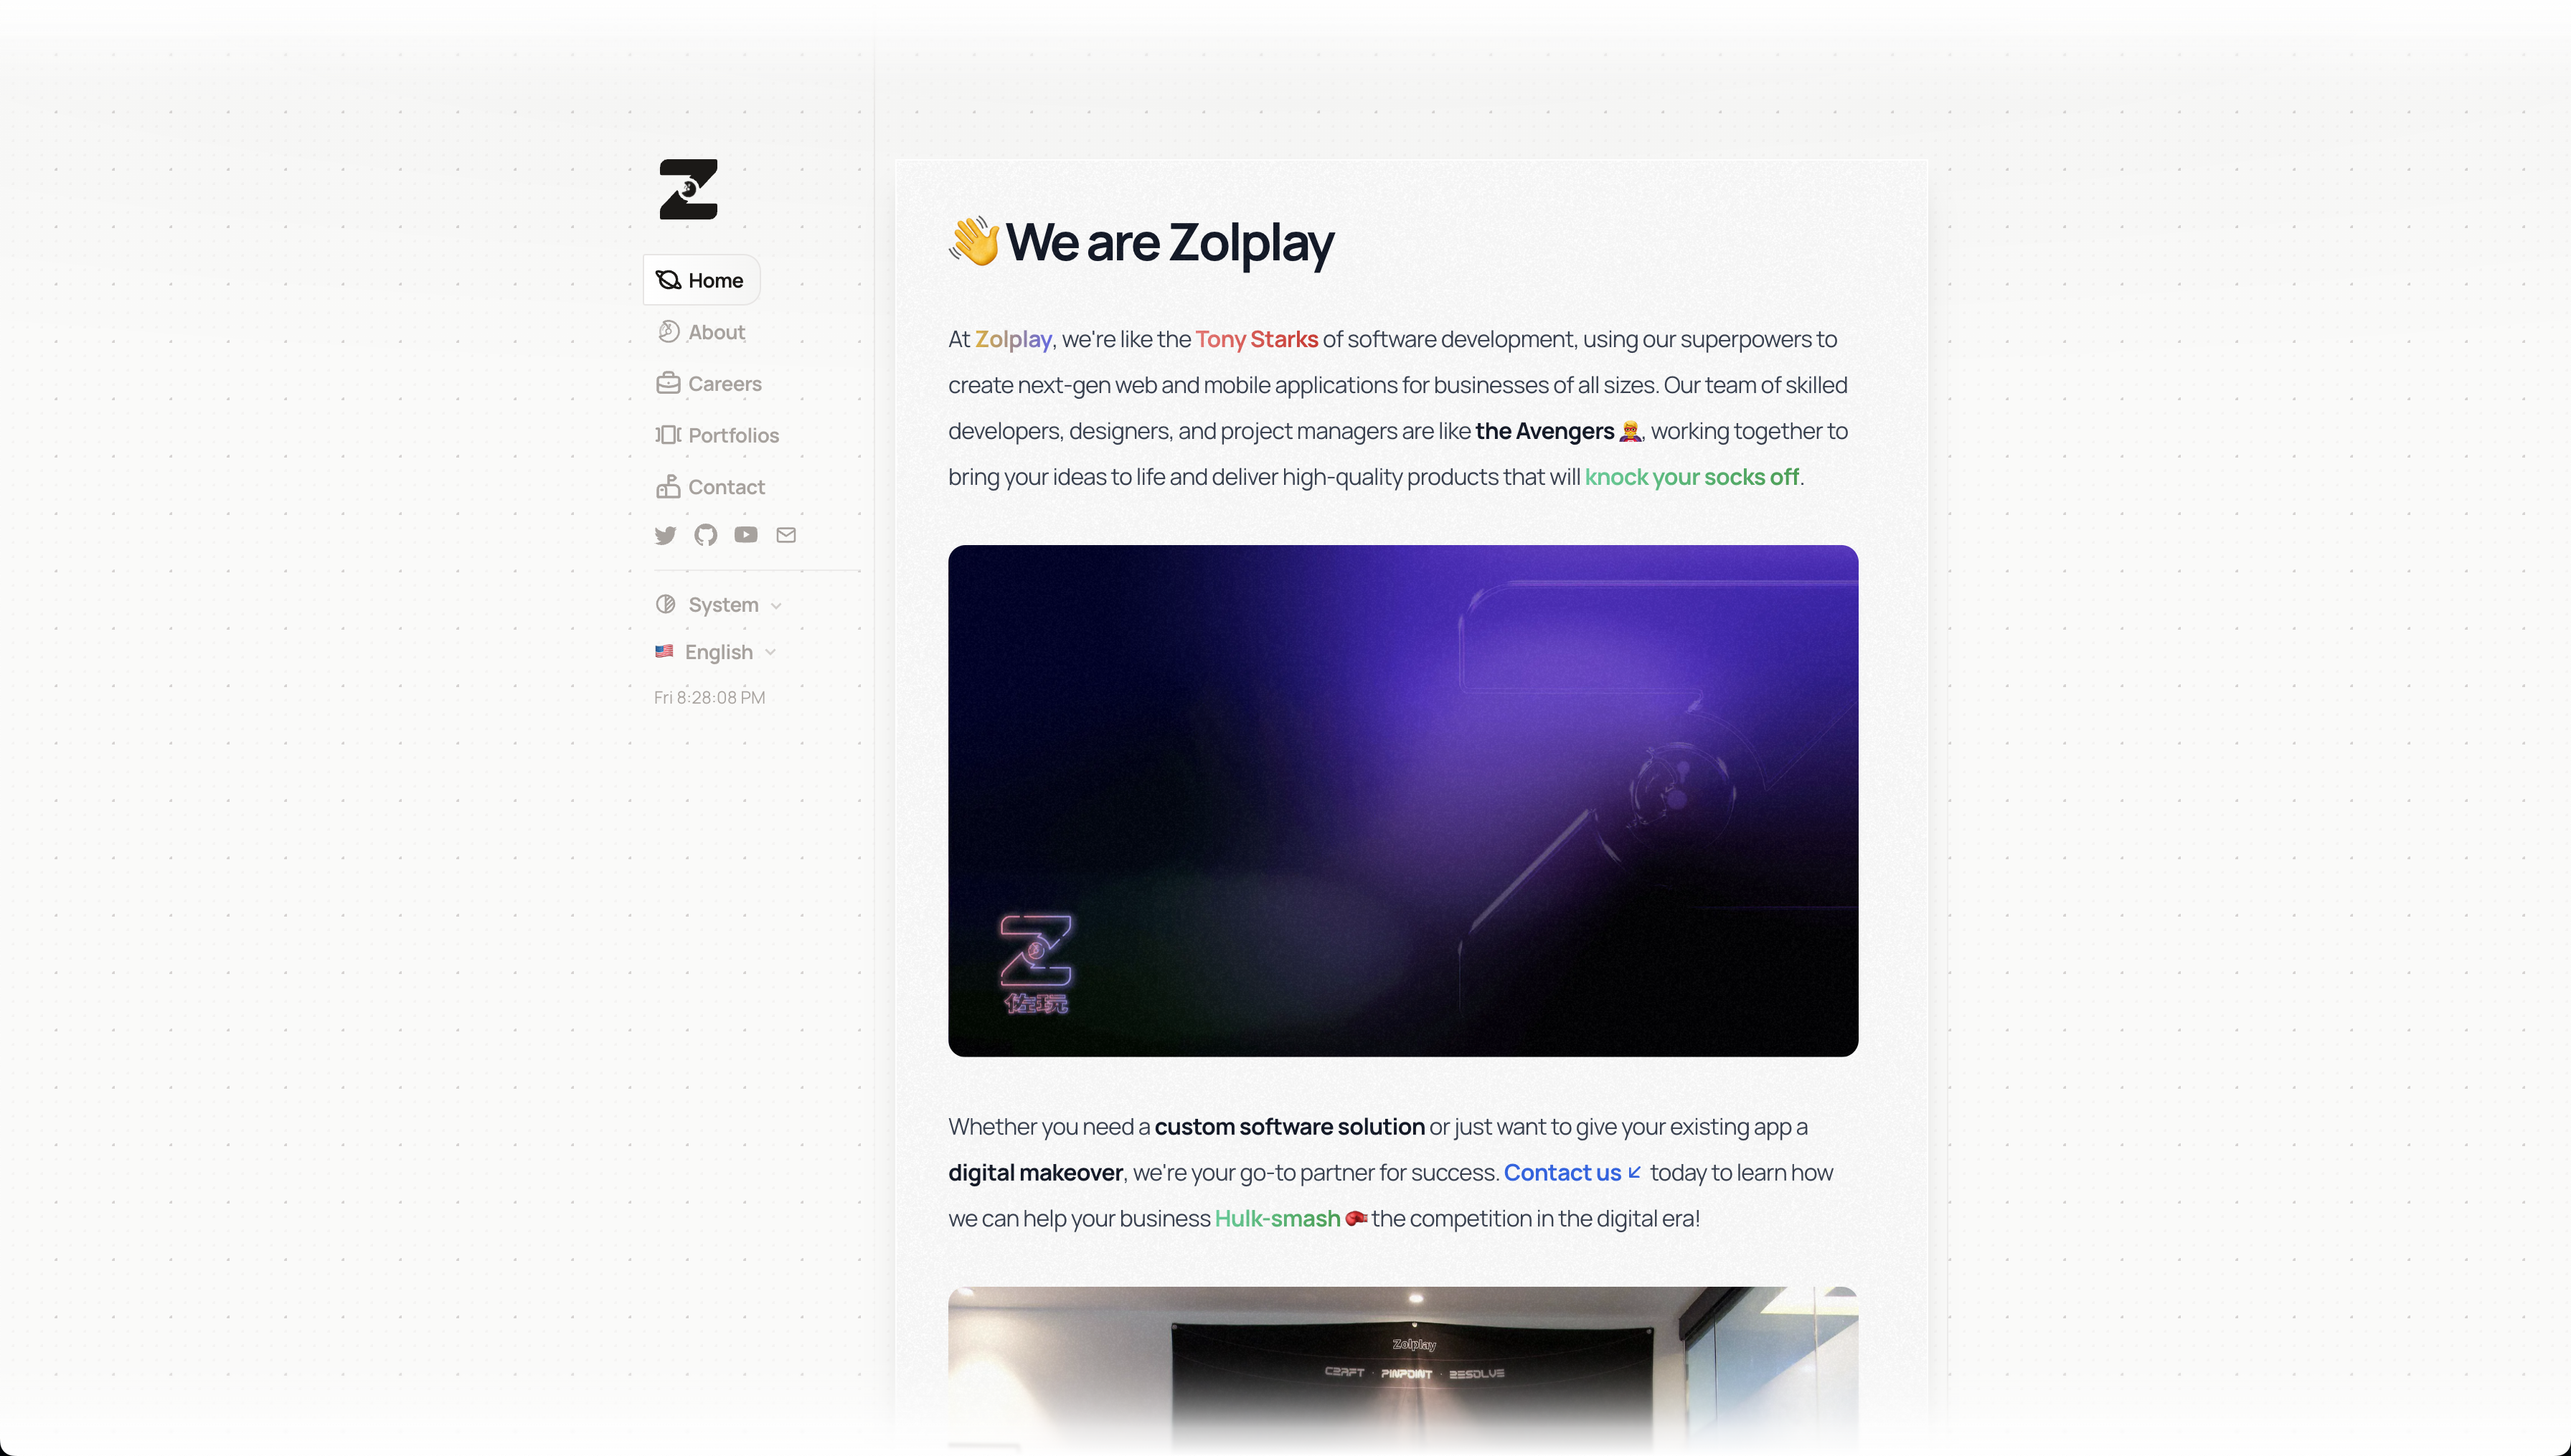 Home
About
Careers
Portfolios
Contact
System
English
Fri 8:28:08 PM
👋 We are Zolplay
At Zolplay, we're like the Tony Starks of software development, using our superpowers to
create next-gen web and mobile applications for businesses of all sizes. Our team of skilled
developers, designers, and project managers are like the Avengers 🦸, working together to
bring your ideas to life and deliver high-quality products that will knock your socks off.
佐玩
Whether you need a custom software solution or just want to give your existing app a
digital makeover, we're your go-to partner for success. Contact us ↙ today to learn how
we can help your business Hulk-smash 🥊 the competition in the digital era!
Zolplay
CRAFT · PINPOINT · RESOLVE